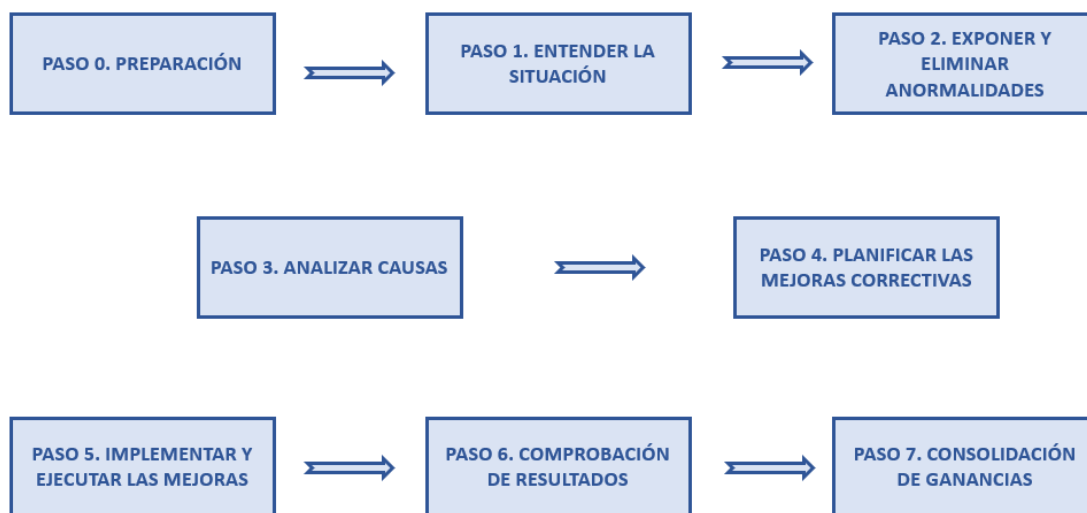 PASO 0. PREPARACIÓN
PASO 1. ENTENDER LA
SITUACIÓN
PASO 2. EXPONER Y
ELIMINAR
ANORMALIDADES
PASO 3. ANALIZAR CAUSAS
PASO 4. PLANIFICAR LAS
MEJORAS CORRECTIVAS
PASO 5. IMPLEMENTAR Y
EJECUTAR LAS MEJORAS
PASO 6. COMPROBACIÓN
DE RESULTADOS
PASO 7. CONSOLIDACIÓN
DE GANANCIAS